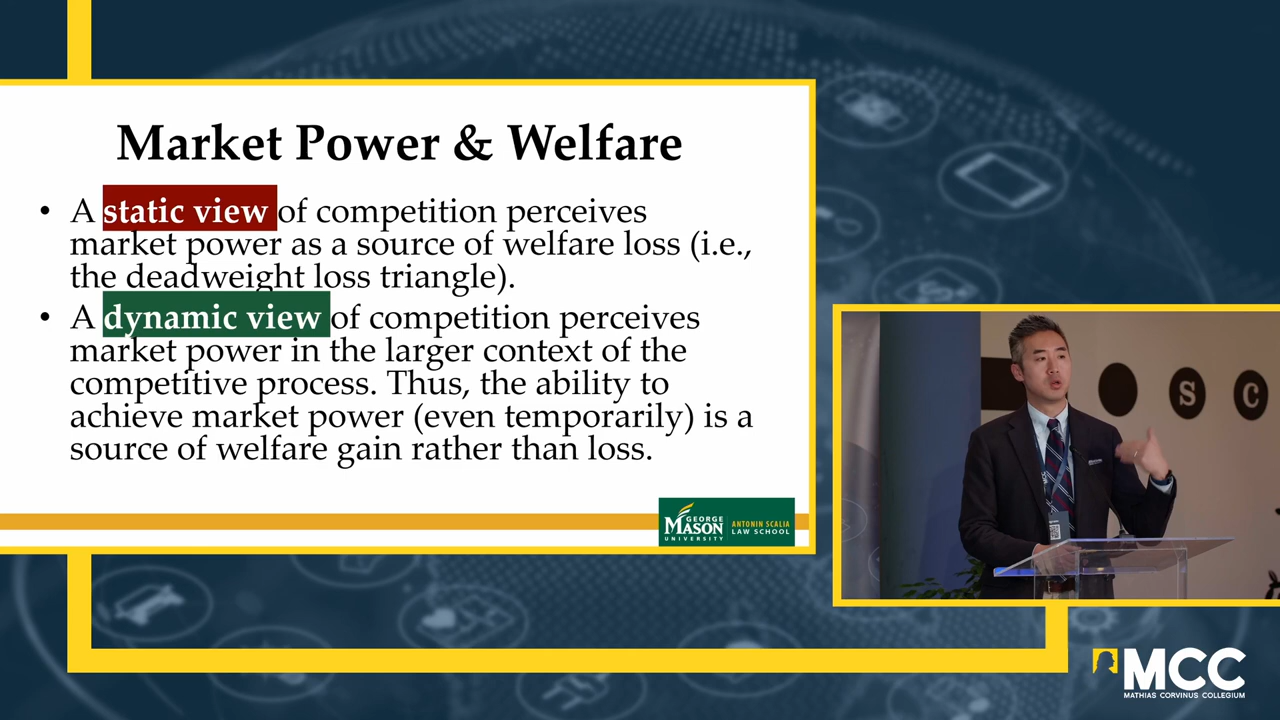 Market Power & Welfare
• A static view of competition perceives
market power as a source of welfare loss (i.e.,
the deadweight loss triangle).
• A dynamic view of competition perceives
market power in the larger context of the
competitive process. Thus, the ability to
achieve market power (even temporarily) is a
source of welfare gain rather than loss.
GEORGE
MASON
UNIVERSITY
ANTONIN SCALIA
LAW SCHOOL
S C
MCC
MATHIAS CORVINUS COLLEGIUM